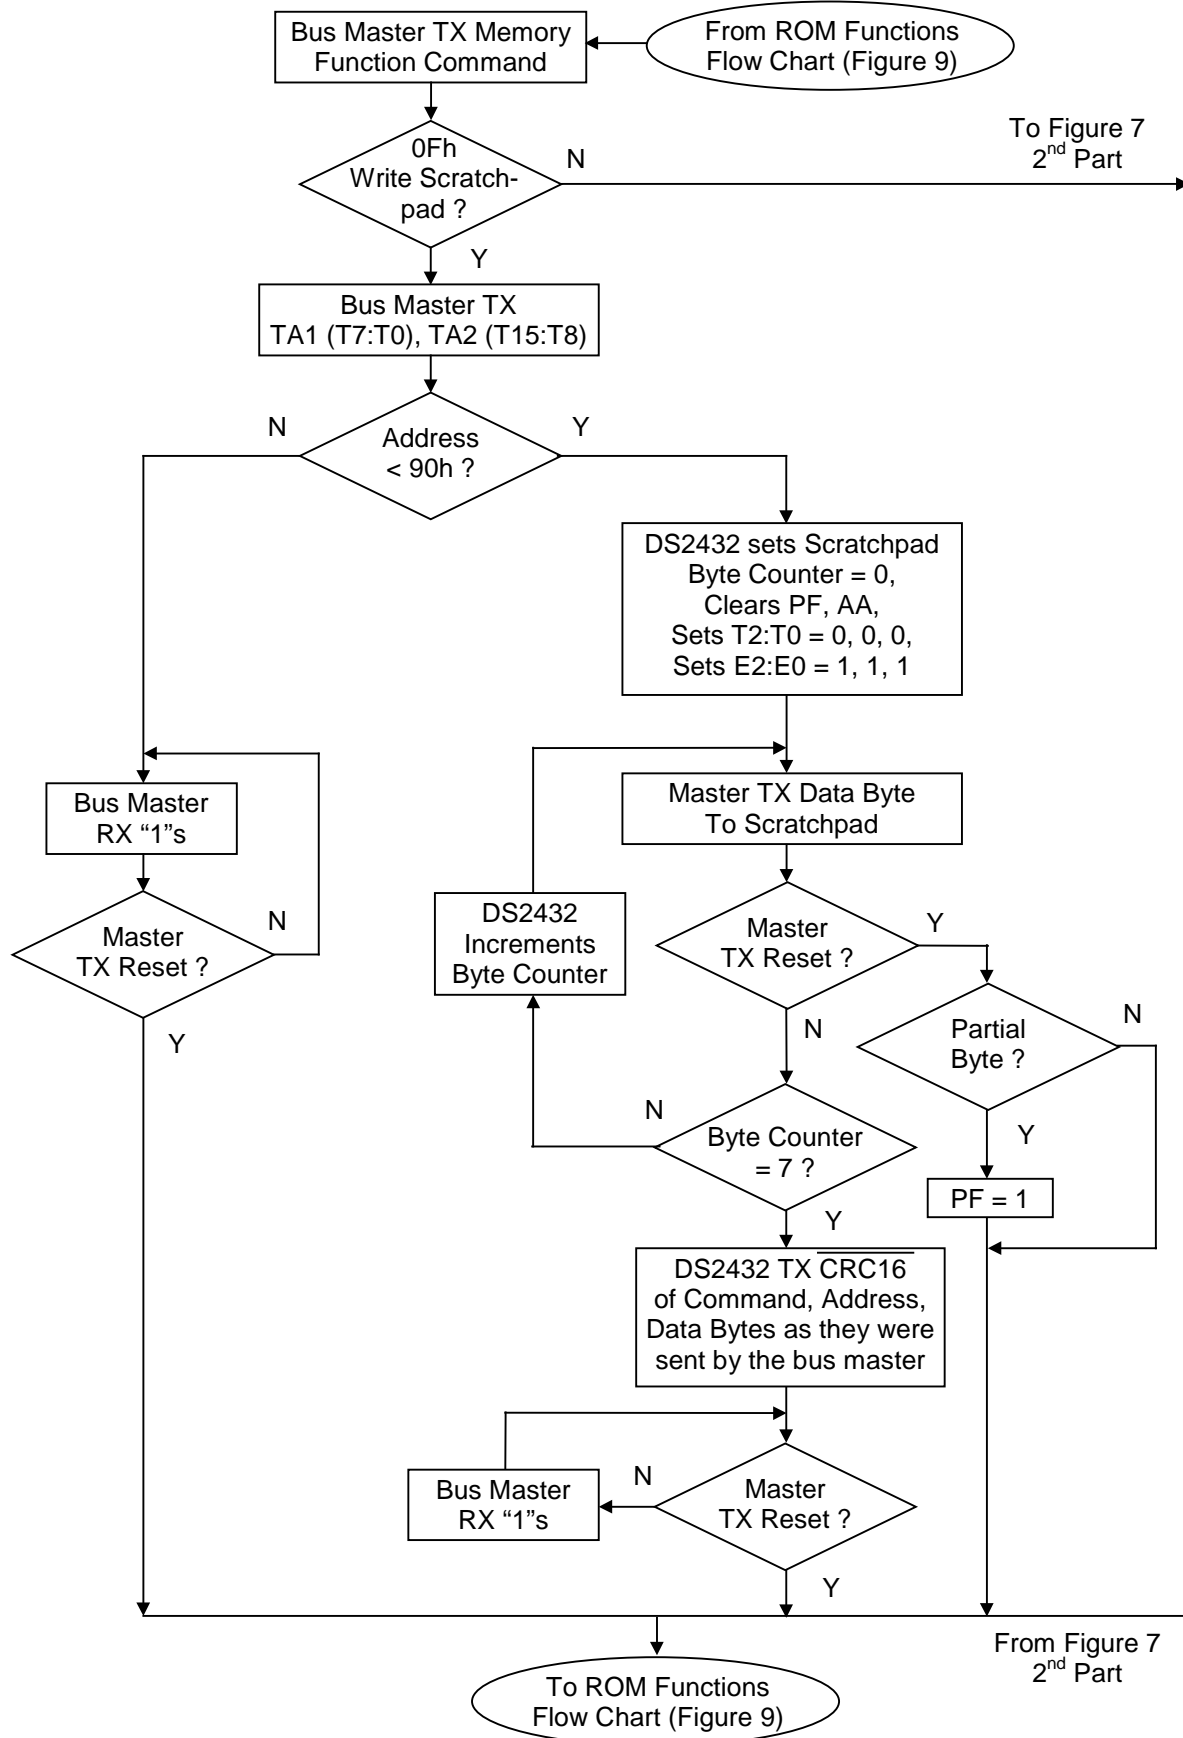 Bus Master TX Memory
Function Command
From ROM Functions
Flow Chart (Figure 9)
To Figure 7
2nd Part
0Fh
Write Scratch-
pad ?
N
Y
Bus Master TX
TA1 (T7:T0), TA2 (T15:T8)
N
Address
< 90h ?
Y
DS2432 sets Scratchpad
Byte Counter = 0,
Clears PF, AA,
Sets T2:T0 = 0, 0, 0,
Sets E2:E0 = 1, 1, 1
Bus Master
RX “1”s
Master TX Data Byte
To Scratchpad
Master
TX Reset ?
N
Y
DS2432
Increments
Byte Counter
Master
TX Reset ?
Y
N
Partial
Byte ?
N
Y
N
Byte Counter
= 7 ?
Y
PF = 1
DS2432 TX CRC16
of Command, Address,
Data Bytes as they were
sent by the bus master
Bus Master
RX “1”s
N
Master
TX Reset ?
Y
From Figure 7
2nd Part
To ROM Functions
Flow Chart (Figure 9)